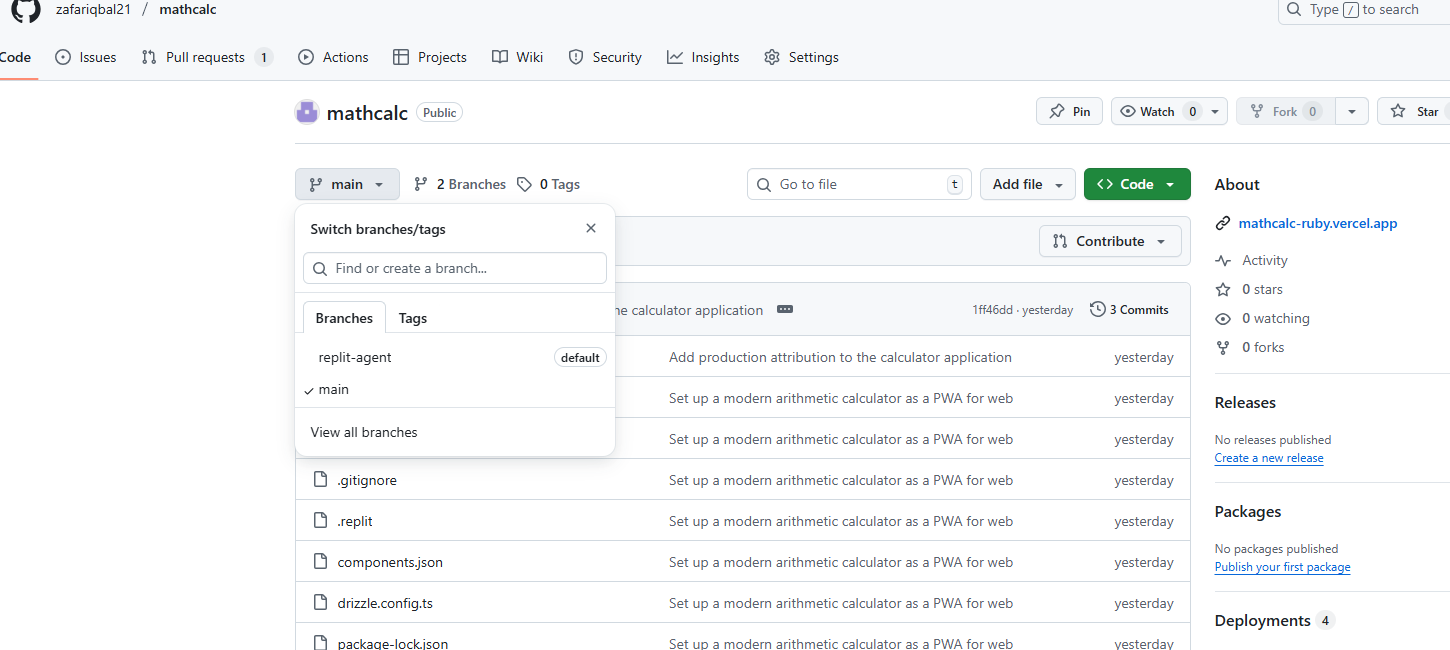 zafariqbal21 / mathcalc
Type / to search
Code Issues Pull requests 1 Actions Projects Wiki Security Insights Settings
mathcalc Public
Pin Watch 0 Fork 0 Star
main 2 Branches 0 Tags
Go to file t Add file <> Code
About
Switch branches/tags
mathcalc-ruby.vercel.app
Contribute
Find or create a branch...
Activity
0 stars
calculator application ... 1ff46dd · yesterday 3 Commits
Branches Tags
0 watching
0 forks
replit-agent default
Add production attribution to the calculator application yesterday
main
Set up a modern arithmetic calculator as a PWA for web yesterday
Releases
View all branches
Set up a modern arithmetic calculator as a PWA for web yesterday
No releases published
Create a new release
.gitignore Set up a modern arithmetic calculator as a PWA for web yesterday
Packages
.replit Set up a modern arithmetic calculator as a PWA for web yesterday
No packages published
Publish your first package
components.json Set up a modern arithmetic calculator as a PWA for web yesterday
drizzle.config.ts Set up a modern arithmetic calculator as a PWA for web yesterday
Deployments 4
package-lock.json Set up a modern arithmetic calculator as a PWA for web yesterday